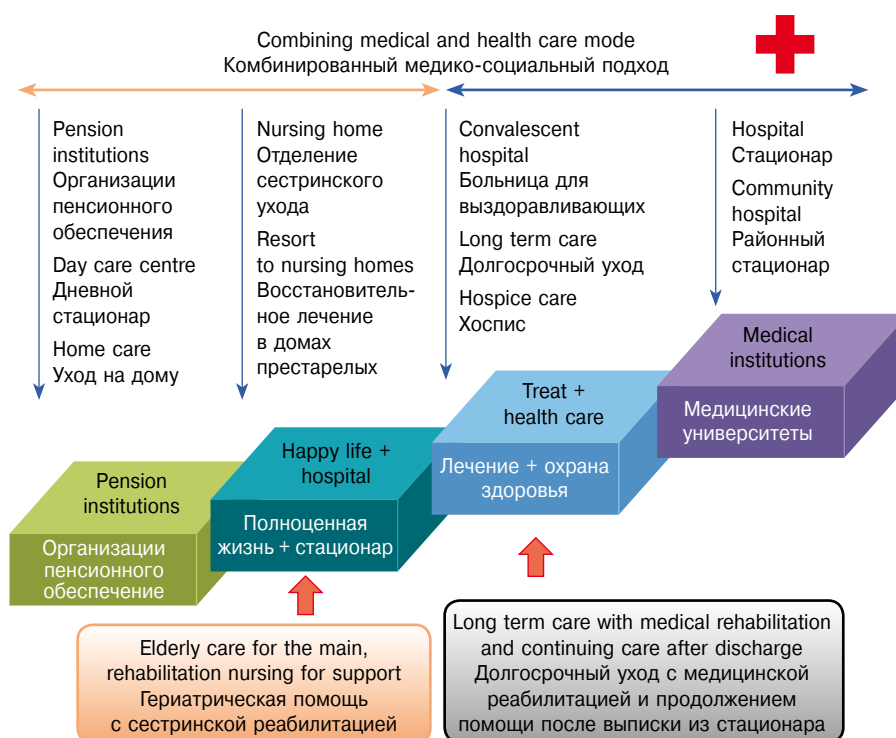 Combining medical and health care mode
Комбинированный медико-социальный подход
Pension
institutions
Организации
пенсионного
обеспечения
Day care centre
Дневной
стационар
Home care
Уход на дому
Nursing home
Отделение
сестринского
ухода
Resort
to nursing homes
Восстановитель-
ное лечение
в домах
престарелых
Convalescent
hospital
Больница для
выздоравливающих
Long term care
Долгосрочный уход
Hospice care
Хоспис
Hospital
Стационар
Community
hospital
Районный
стационар
Pension
institutions
Организации
пенсионного
обеспечение
Happy life +
hospital
Полноценная
жизнь + стационар
Treat +
health care
Лечение + охрана
здоровья
Medical
institutions
Медицинские
университеты
Elderly care for the main,
rehabilitation nursing for support
Гериатрическая помощь
с сестринской реабилитацией
Long term care with medical rehabilitation
and continuing care after discharge
Долгосрочный уход с медицинской
реабилитацией и продолжением
помощи после выписки из стационара